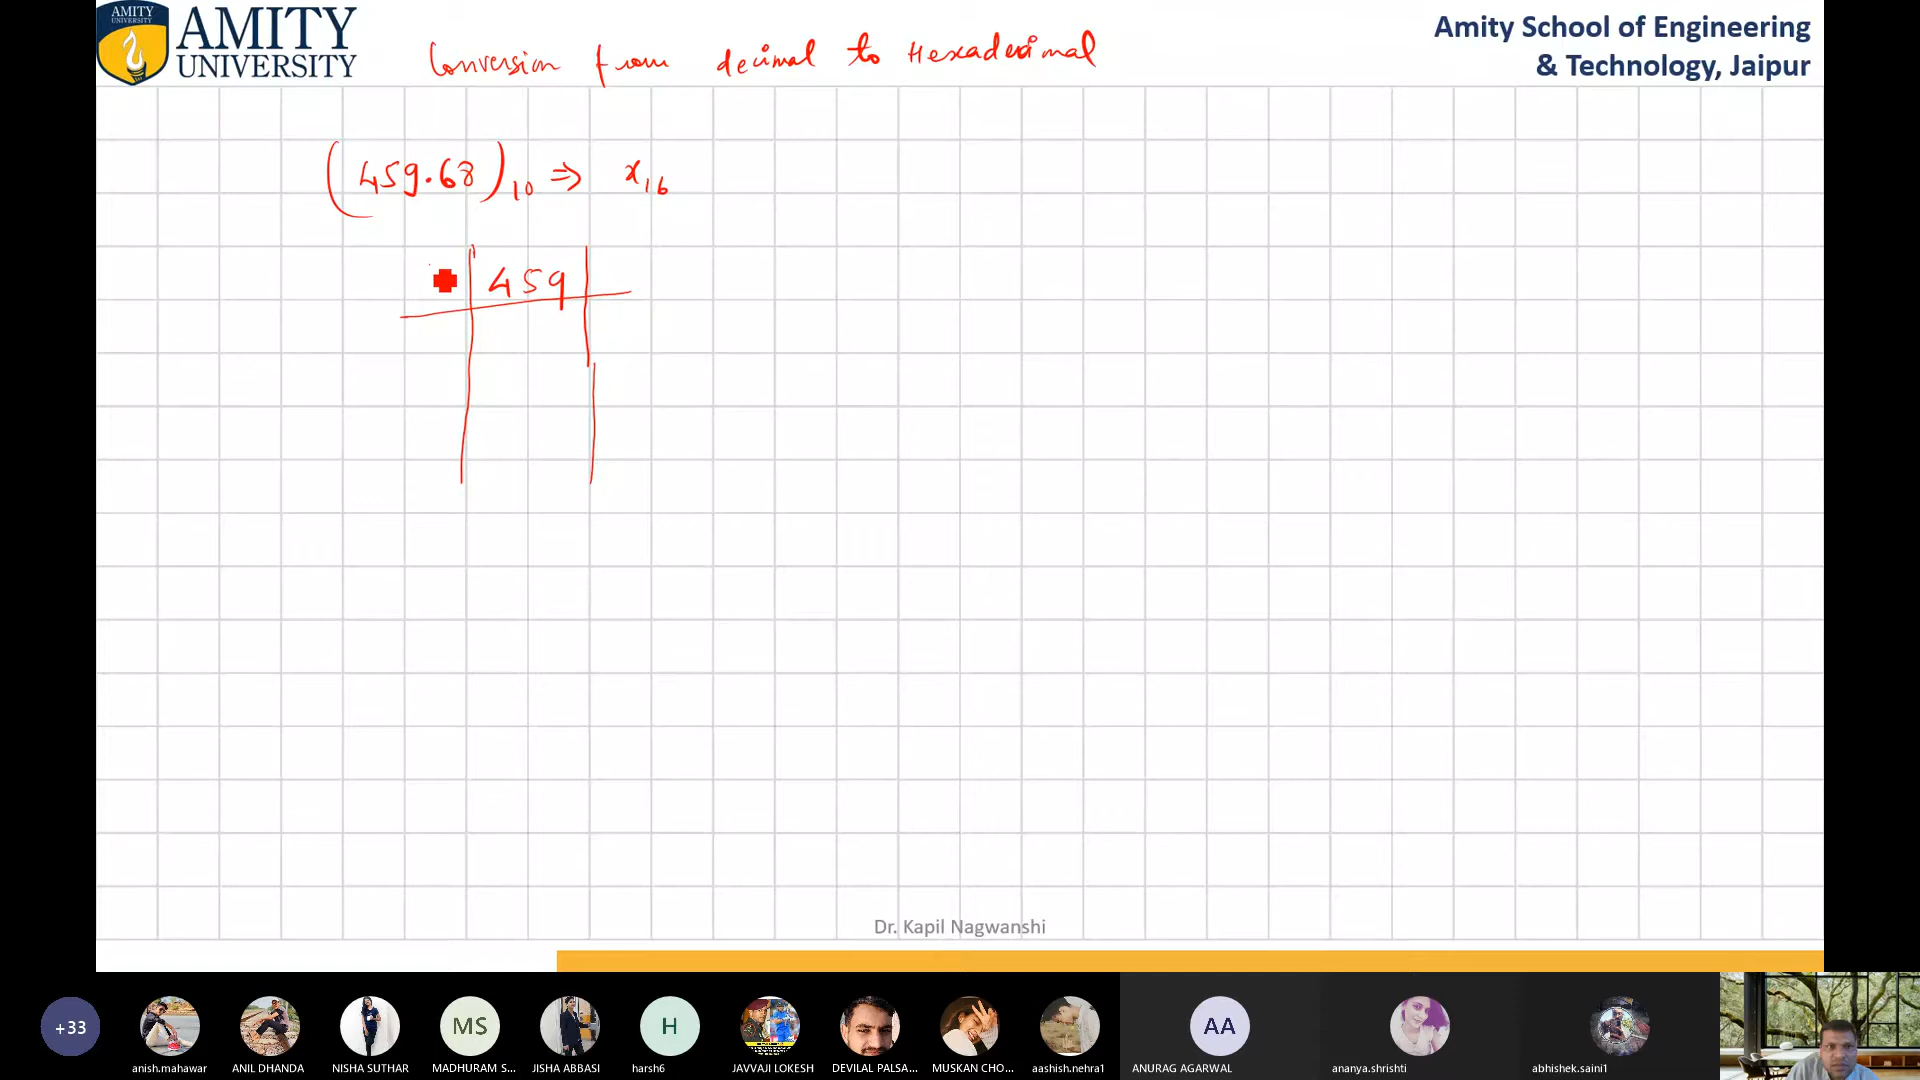 AMITY
UNIVERSITY
AMITY
UNIVERSITY
Conversion from decimal to Hexadecimal
Amity School of Engineering
& Technology, Jaipur
(459.68)10 ⇒ x16
459
Dr. Kapil Nagwanshi
+33
anish.mahawar
ANIL DHANDA
NISHA SUTHAR
MS
MADHURAM S...
JISHA ABBASI
H
harsh6
JAVVAJI LOKESH
DEVILAL PALSA...
MUSKAN CHO...
aashish.nehra1
AA
ANURAG AGARWAL
ananya.shrishti
abhishek.saini1